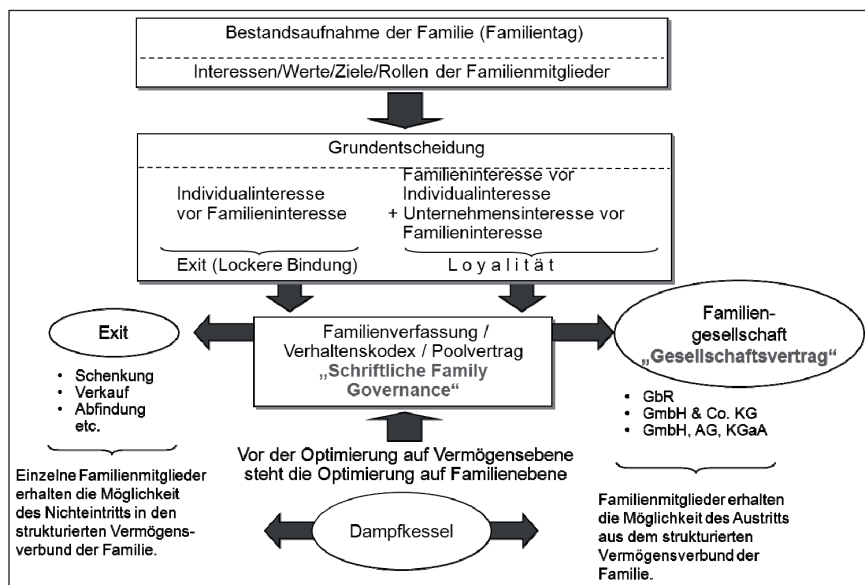 Bestandsaufnahme der Familie (Familientag)
Interessen/Werte/Ziele/Rollen der Familienmitglieder
Grundentscheidung
Individualinteresse
vor Familieninteresse
Familieninteresse vor
Individualinteresse
+ Unternehmensinteresse vor
Familieninteresse
Exit (Lockere Bindung)
Loyalität
Exit
• Schenkung
• Verkauf
• Abfindung
etc.
Einzelne Familienmitglieder
erhalten die Möglichkeit
des Nichteintritts in den
strukturierten Vermögens-
verbund der Familie.
Familienverfassung /
Verhaltenskodex / Poolvertrag
„Schriftliche Family
Governance“
Vor der Optimierung auf Vermögensebene
steht die Optimierung auf Familienebene
Dampfkessel
Familien-
gesellschaft
„Gesellschaftsvertrag“
• GbR
• GmbH & Co. KG
• GmbH, AG, KGaA
Familienmitglieder erhalten
die Möglichkeit des Austritts
aus dem strukturierten
Vermögensverbund der
Familie.